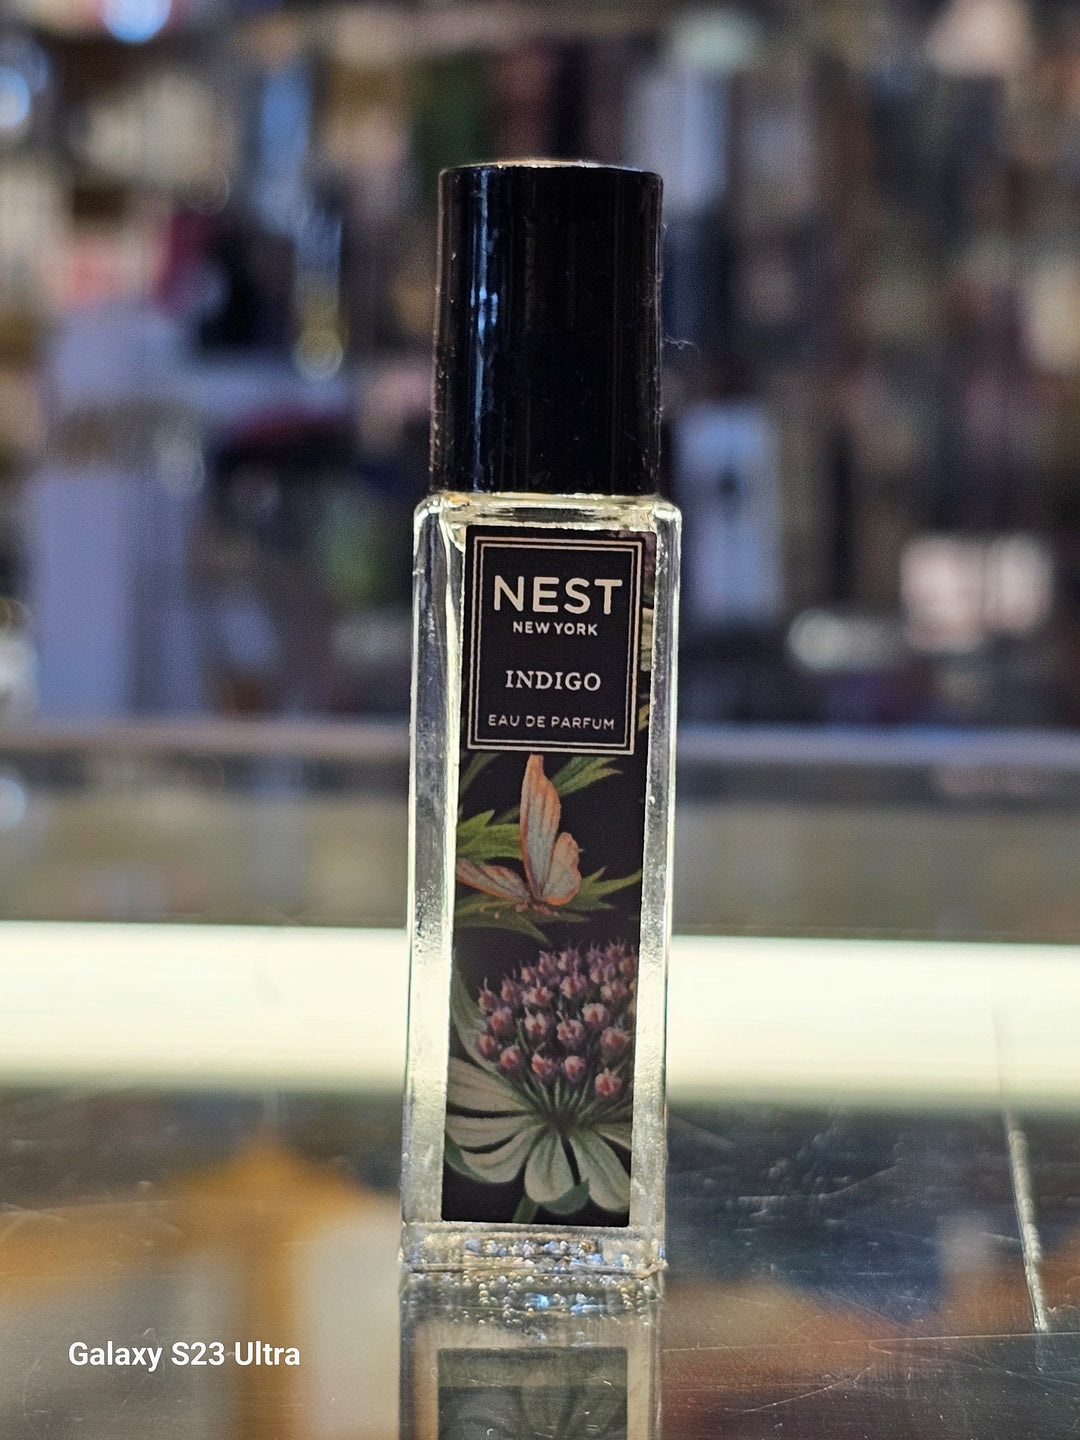 NEST
NEW YORK
INDIGO
EAU DE PARFUM
Galaxy S23 Ultra